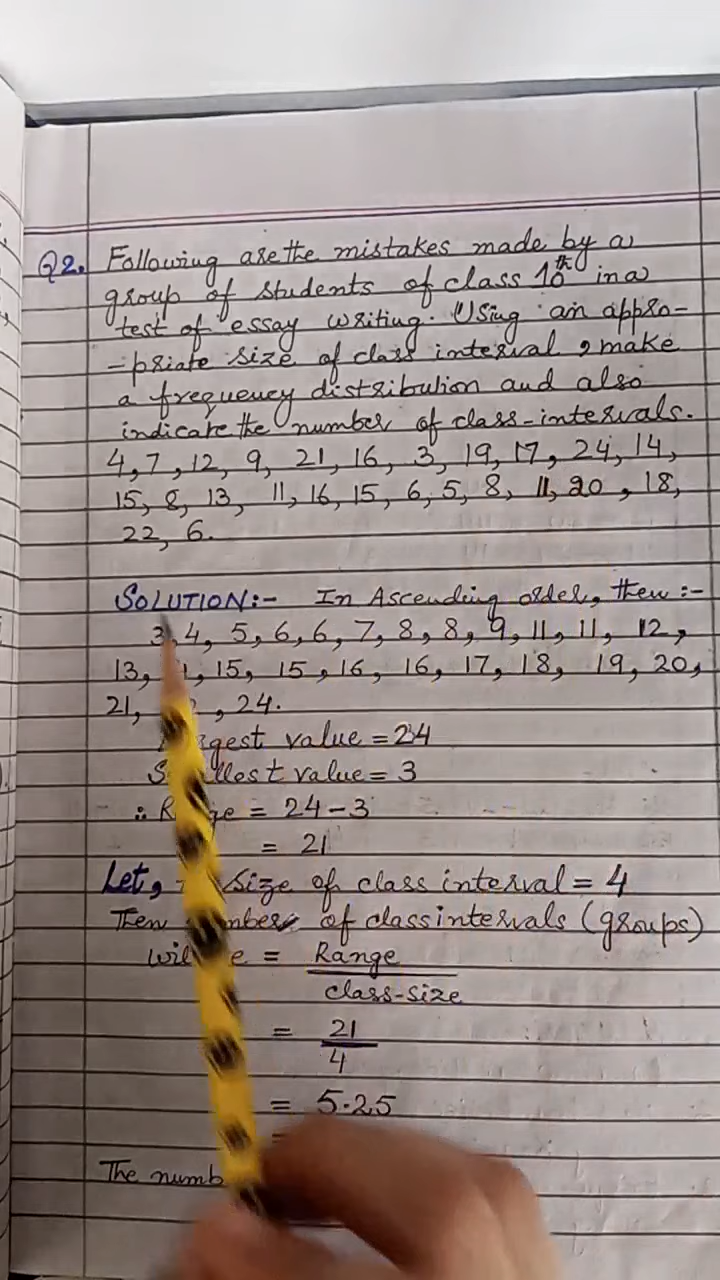 Q2. Following are the mistakes made by a
group of students of class 10th in a
test of essay writing. Using an appro-
-priate size of class interval, make
a frequency distribution and also
indicate the number of class-intervals.
4, 7, 12, 9, 21, 16, 3, 19, 17, 24, 14,
15, 8, 13, 11, 16, 15, 6, 5, 8, 11, 20, 18,
22, 6.
SOLUTION:- In Ascending order, then :-
3, 4, 5, 6, 6, 7, 8, 8, 9, 11, 11, 12,
13, 15, 15, 16, 16, 17, 18, 19, 20,
21, , 24.
value = 24
value = 3
∴ = 24-3
= 21
Let, size of class interval = 4
Then of class intervals (groups)
= Range
class-size
= 21
4
= 5.25
=
The